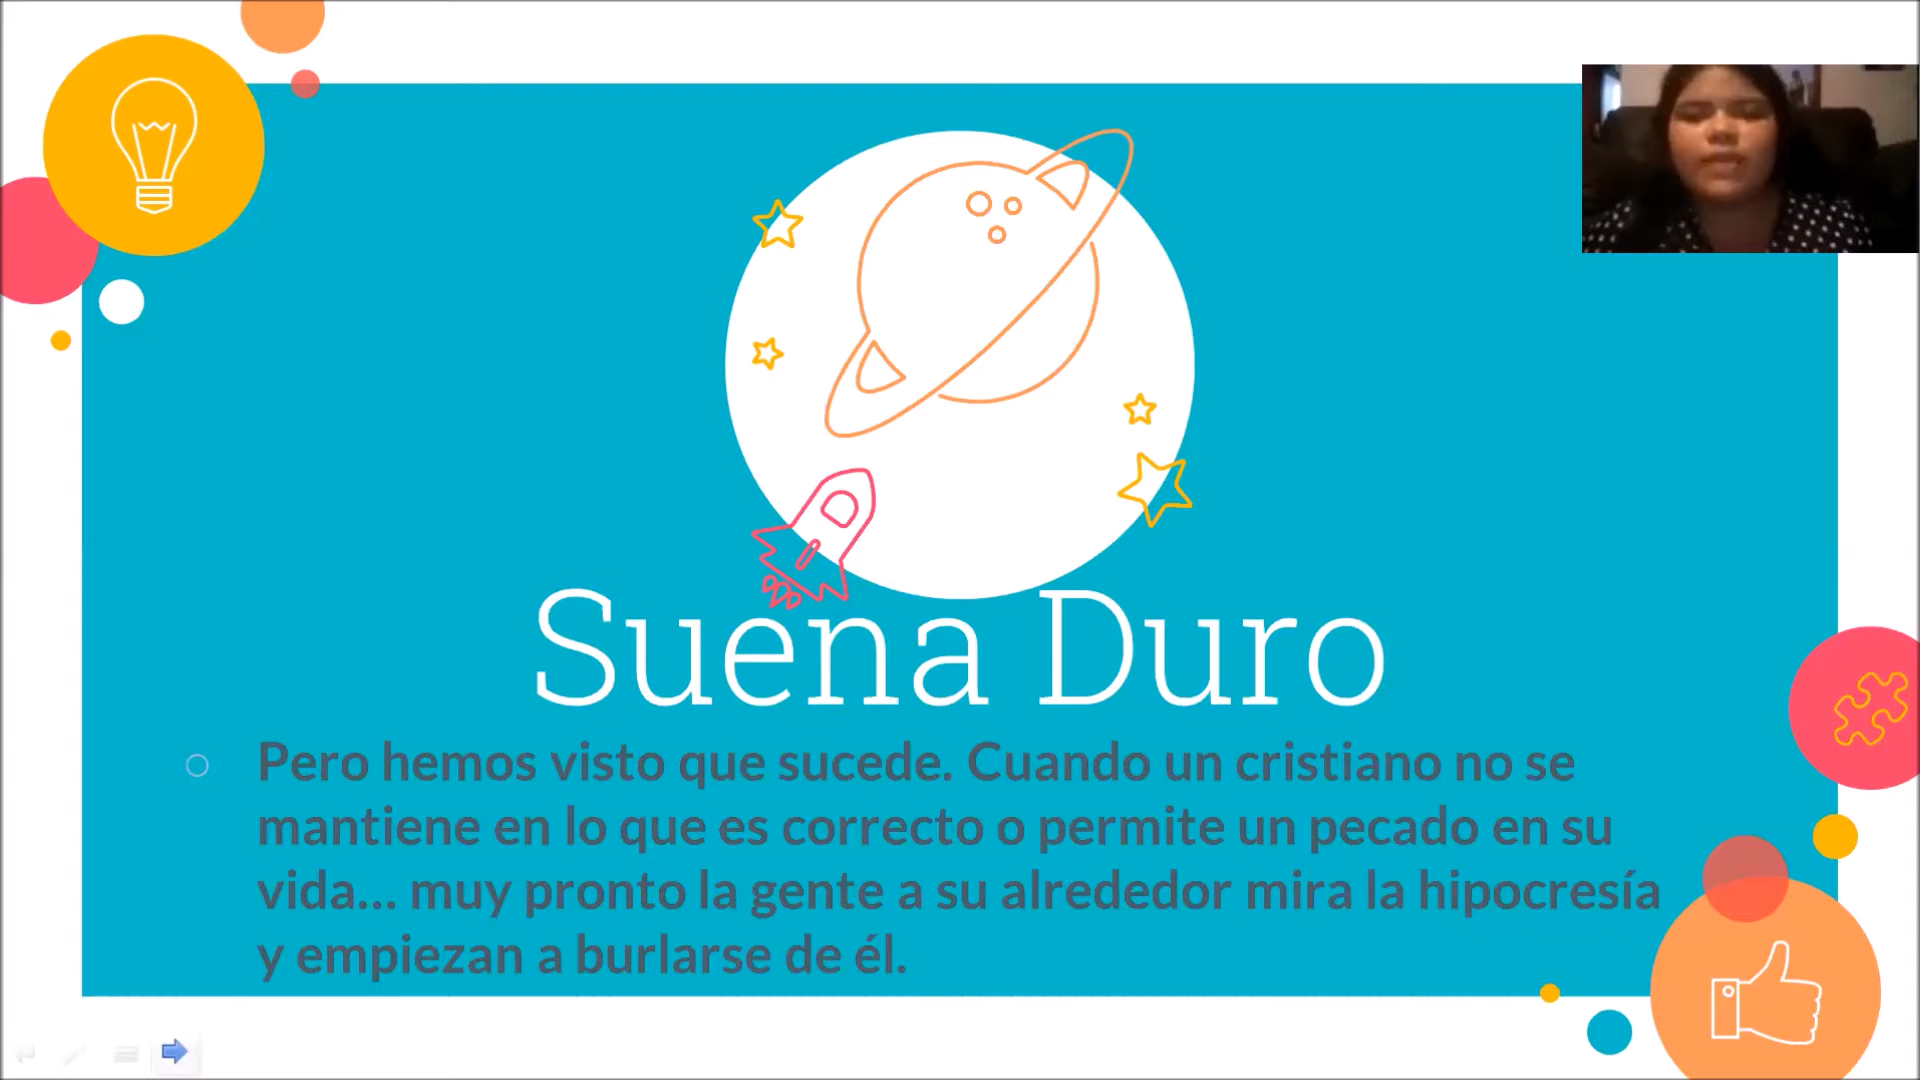 Suena Duro
Pero hemos visto que sucede. Cuando un cristiano no se
mantiene en lo que es correcto o permite un pecado en su
vida... muy pronto la gente a su alrededor mira la hipocresía
y empiezan a burlarse de él.